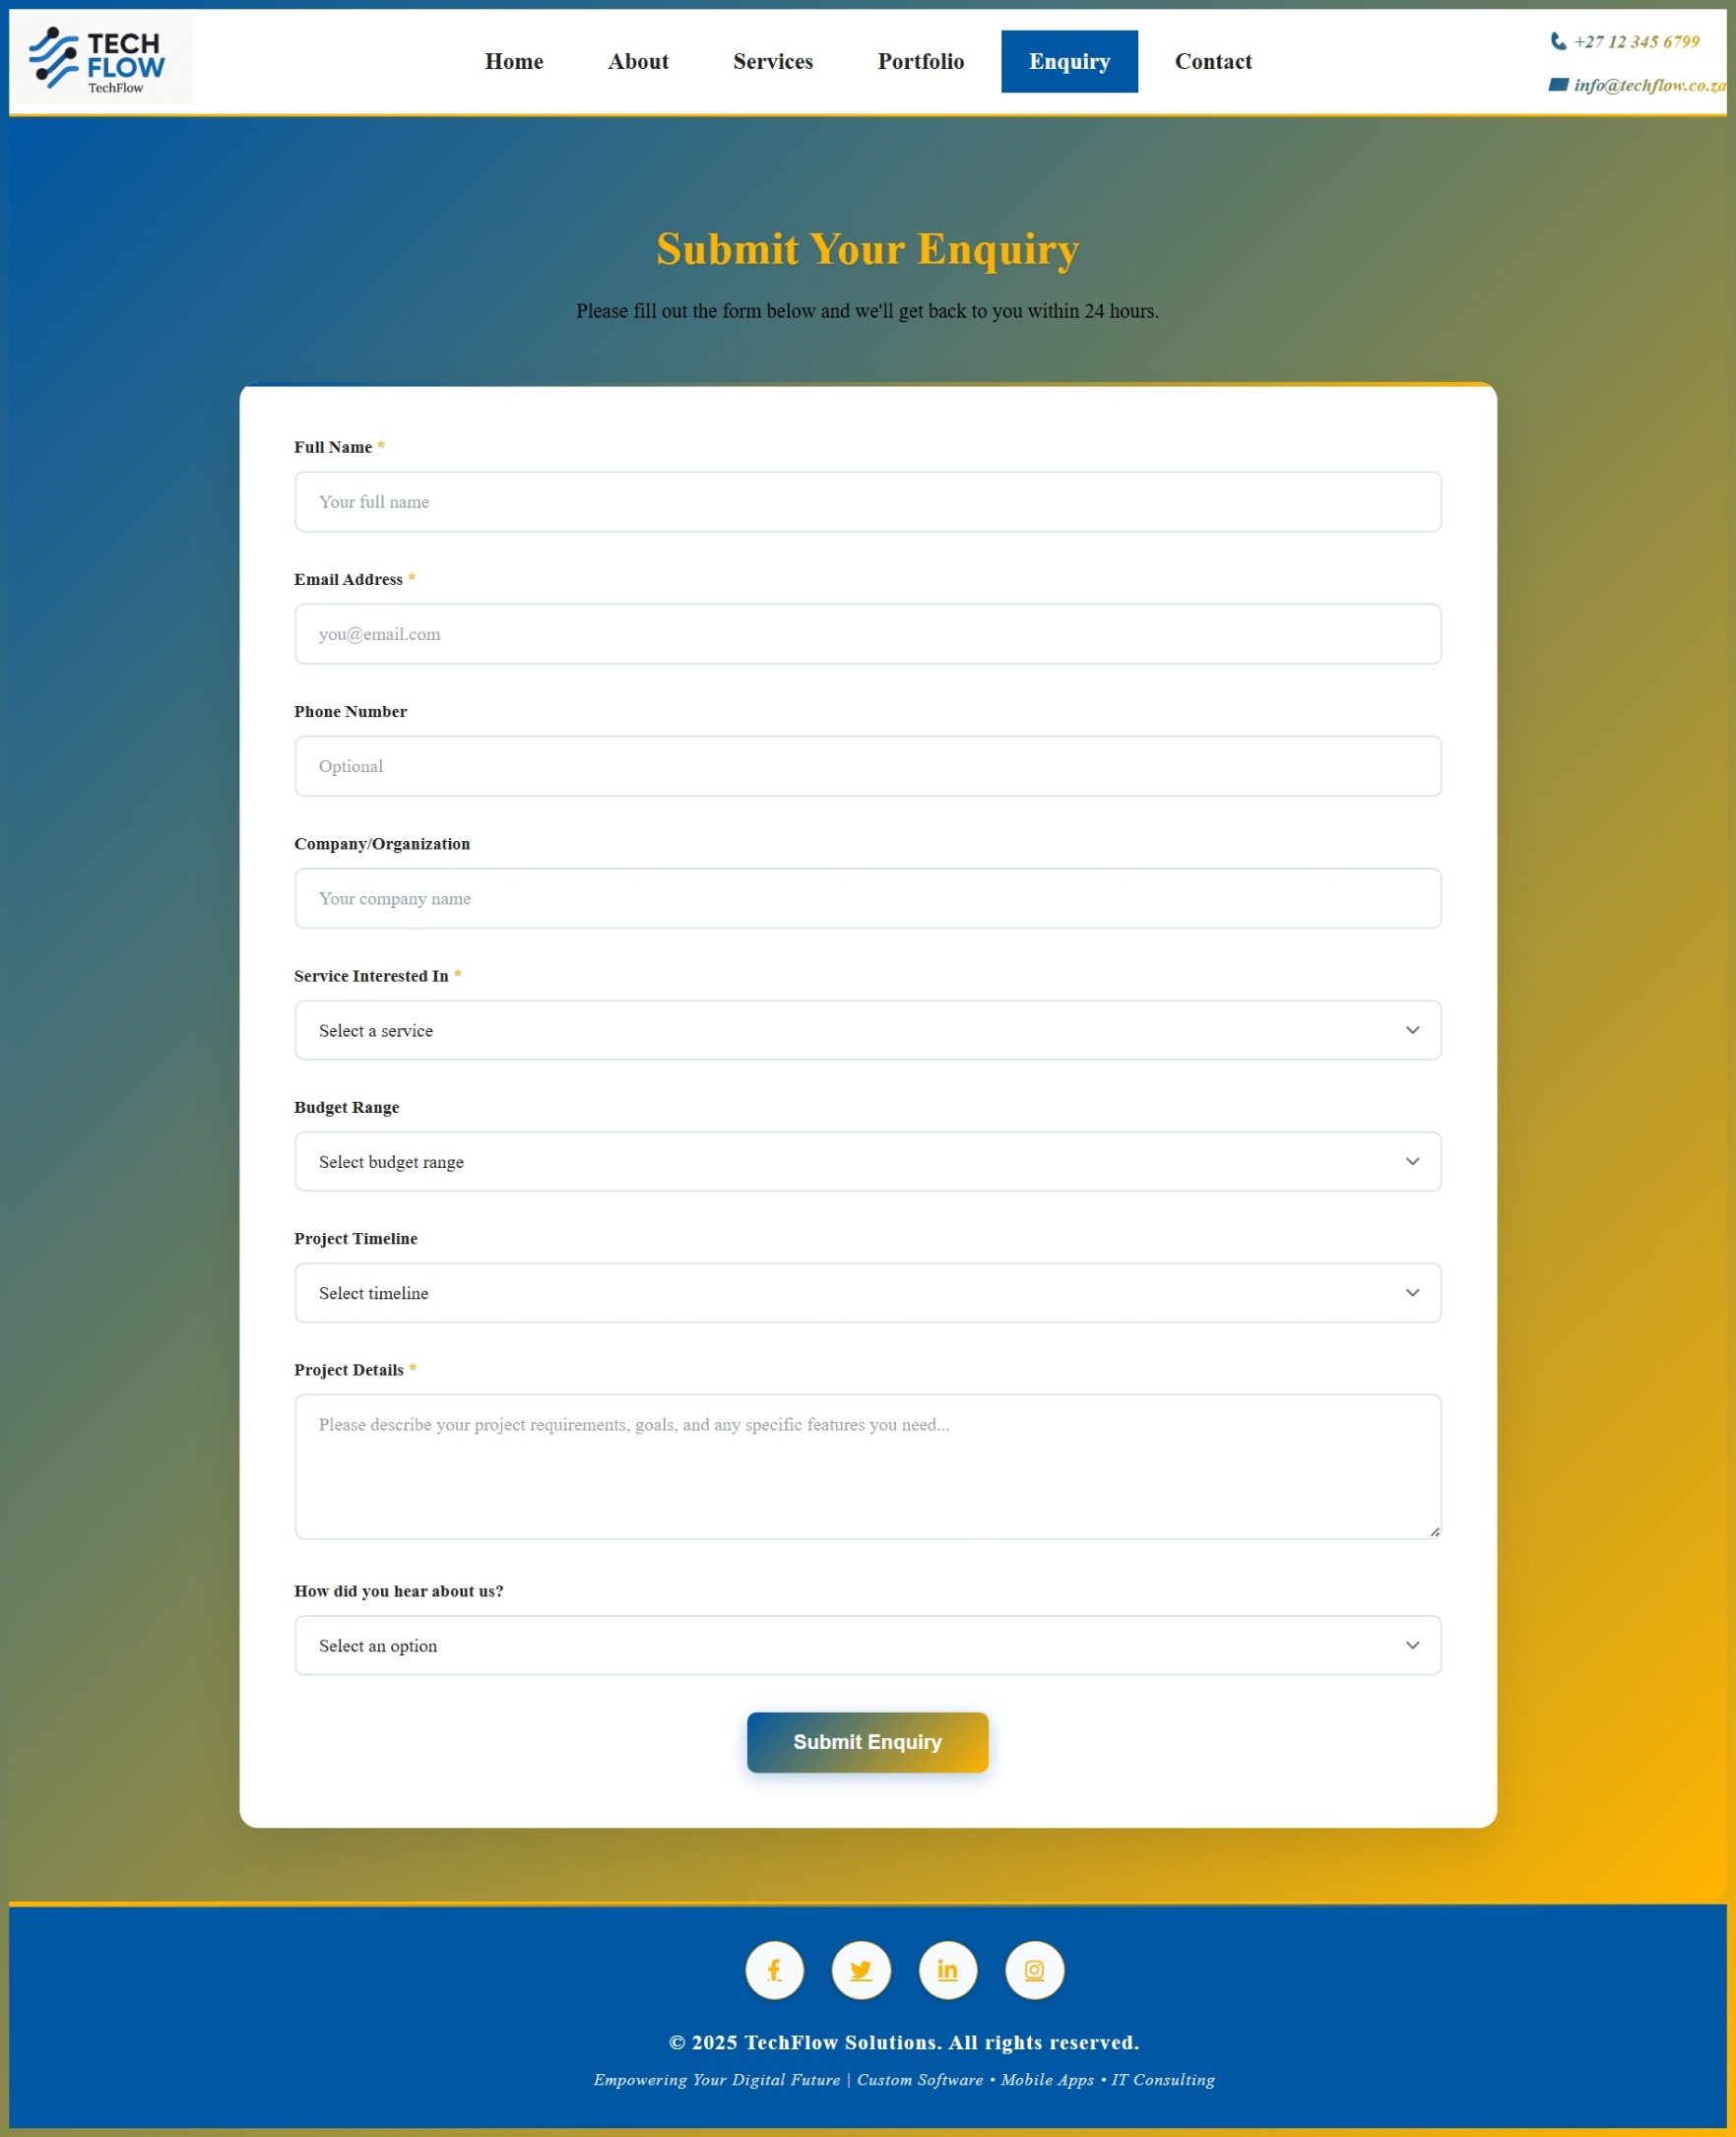 TECH
FLOW
TechFlow
Home About Services Portfolio Enquiry Contact
+27 12 345 6799
info@techflow.co.za
Submit Your Enquiry
Please fill out the form below and we'll get back to you within 24 hours.
Full Name *
Your full name
Email Address *
you@email.com
Phone Number
Optional
Company/Organization
Your company name
Service Interested In *
Select a service
Budget Range
Select budget range
Project Timeline
Select timeline
Project Details *
Please describe your project requirements, goals, and any specific features you need...
How did you hear about us?
Select an option
Submit Enquiry
© 2025 TechFlow Solutions. All rights reserved.
Empowering Your Digital Future | Custom Software • Mobile Apps • IT Consulting